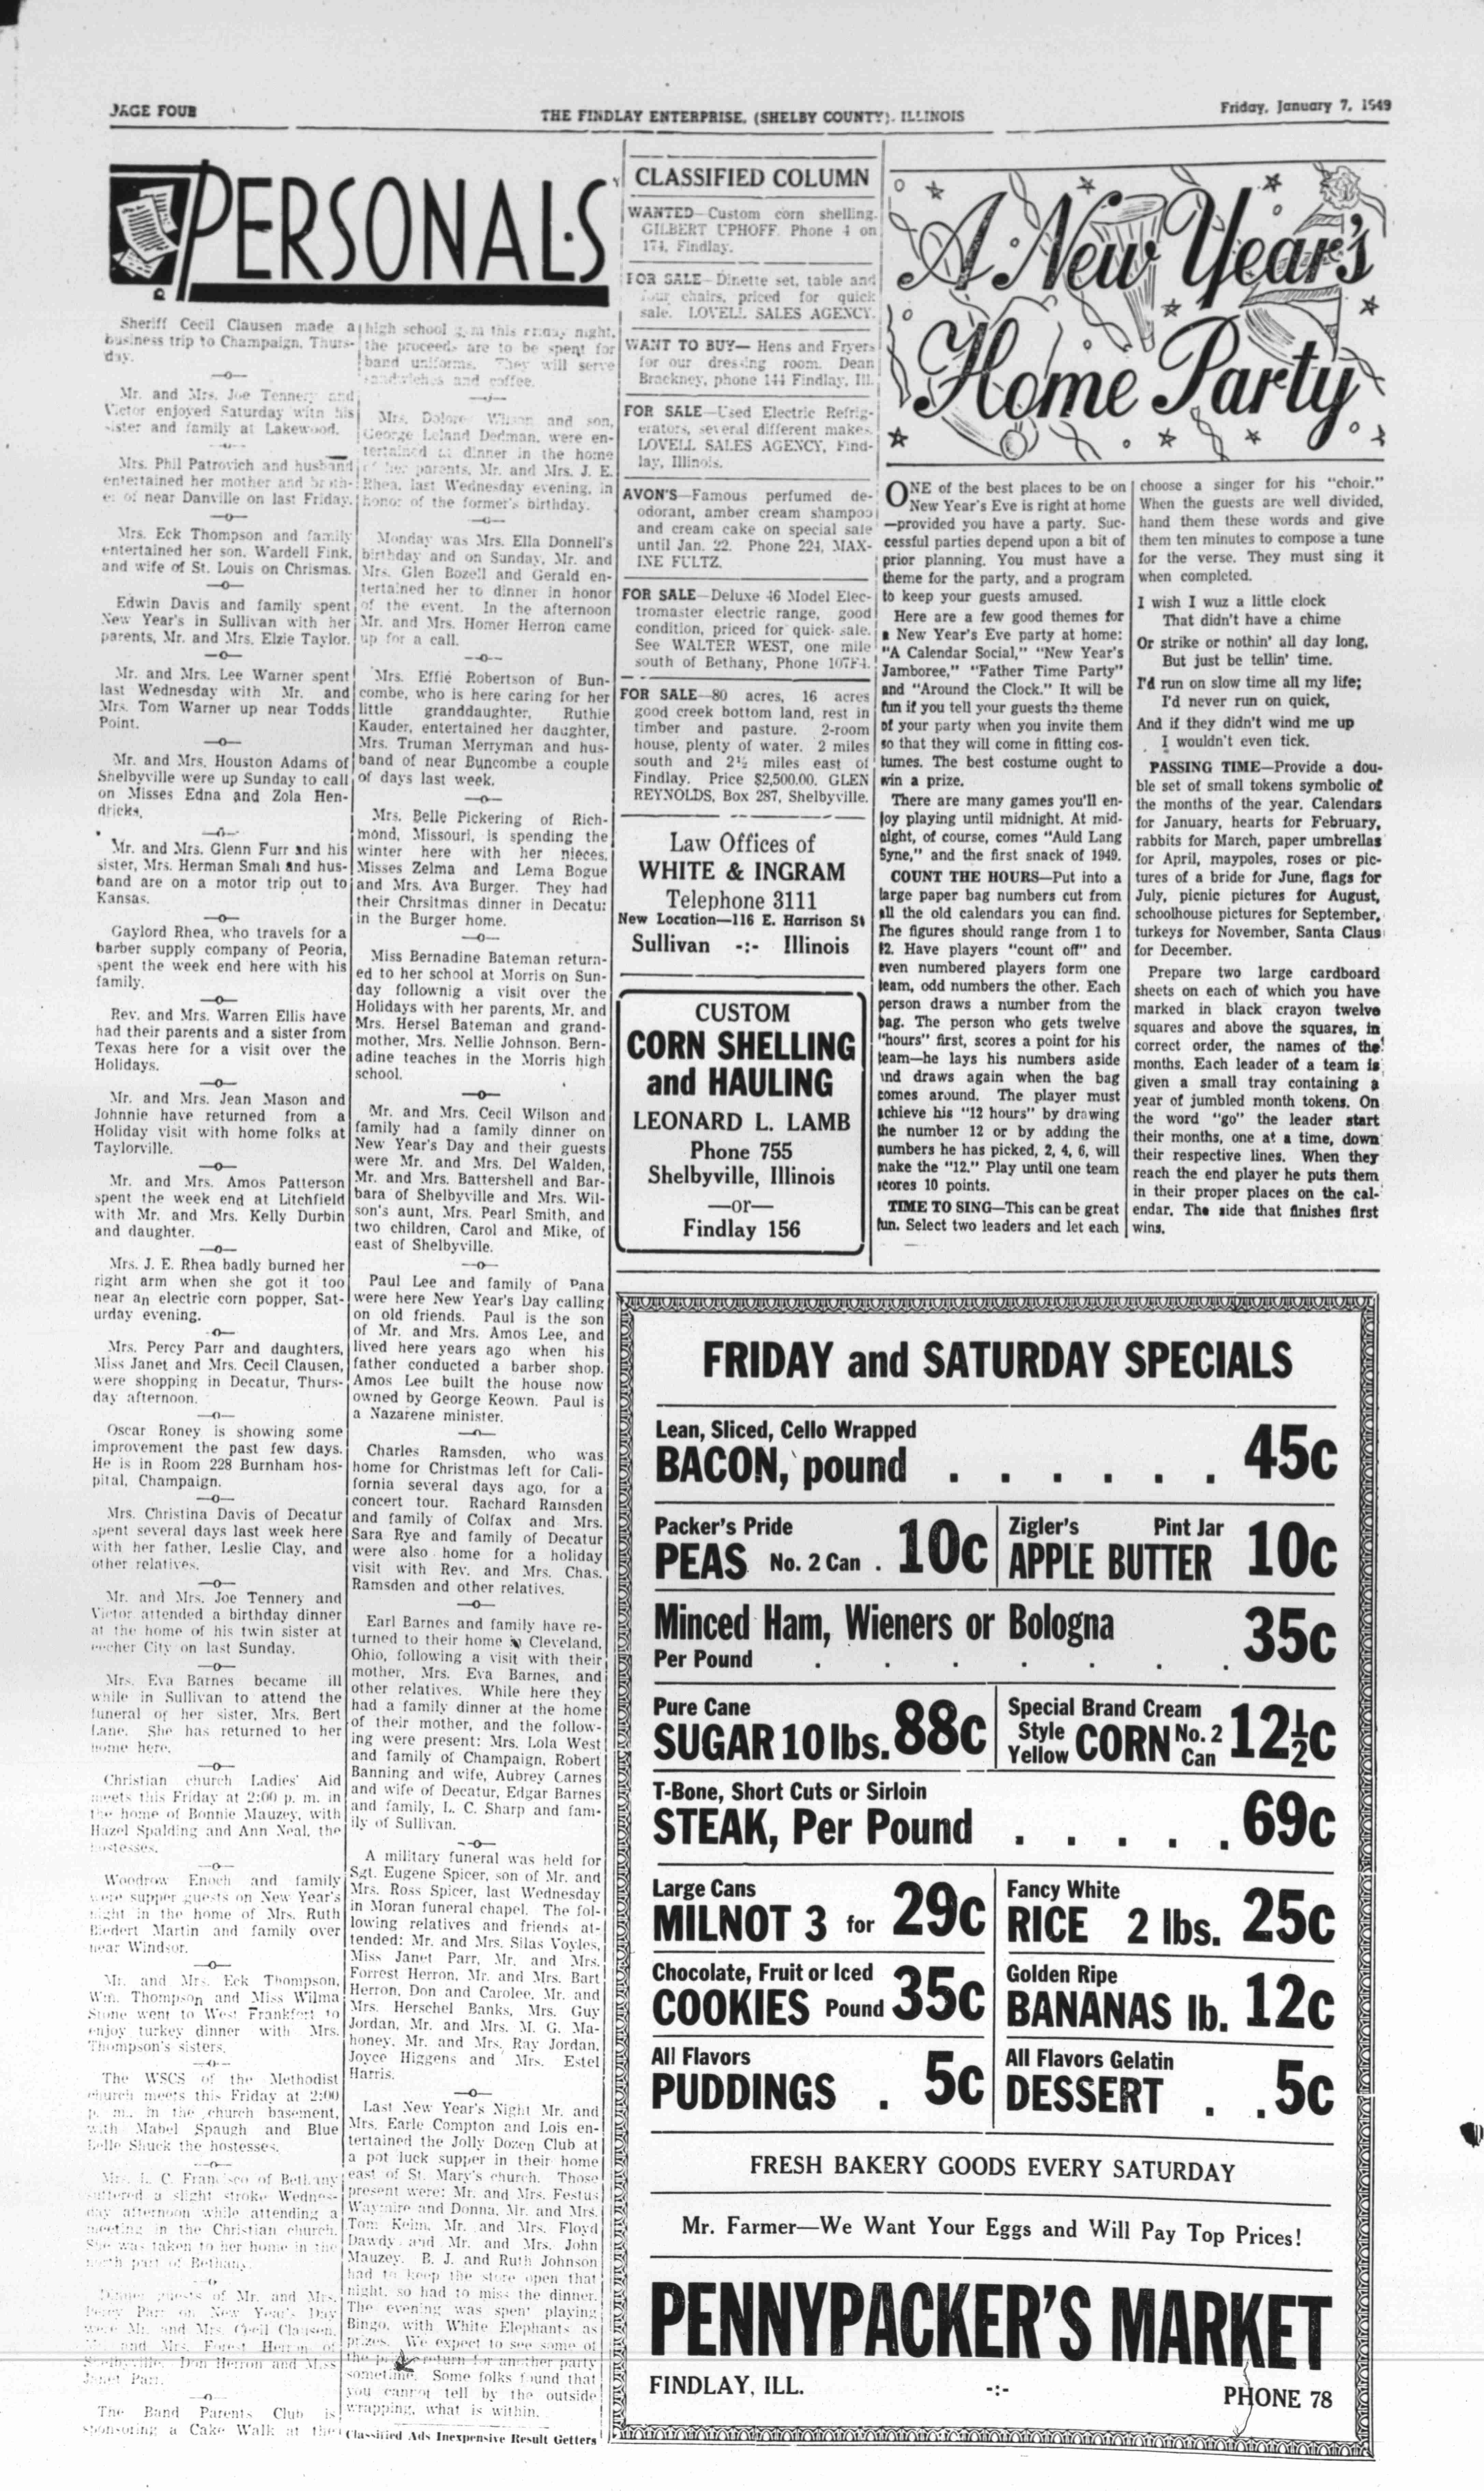 PAGE FOUR
THE FINDLAY ENTERPRISE, (SHELBY COUNTY), ILLINOIS
Friday, January 7, 1949
PERSONALS
Sheriff Cecil Clausen made a
business trip to Champaign, Thurs-
day.
—o—
Mr. and Mrs. Joe Tennery and
Victor enjoyed Saturday with his
sister and family at Lakewood.
Mrs. Phil Patrovich and husband
entertained her mother and broth-
er of near Danville on last Friday.
—o—
Mrs. Eck Thompson and family
entertained her son, Wardell Fink,
and wife of St. Louis on Chrismas.
—o—
Edwin Davis and family spent
New Year's in Sullivan with her
parents, Mr. and Mrs. Elzie Taylor.
—o—
Mr. and Mrs. Lee Warner spent
last Wednesday with Mr. and
Mrs. Tom Warner up near Todds
Point.
—o—
Mr. and Mrs. Houston Adams of
Shelbyville were up Sunday to call
on Misses Edna and Zola Hen-
dricks.
—o—
Mr. and Mrs. Glenn Furr and his
sister, Mrs. Herman Small and hus-
band are on a motor trip out to
Kansas.
—o—
Gaylord Rhea, who travels for a
barber supply company of Peoria,
spent the week end here with his
family.
—o—
Rev. and Mrs. Warren Ellis have
had their parents and a sister from
Texas here for a visit over the
Holidays.
—o—
Mr. and Mrs. Jean Mason and
Johnnie have returned from a
Holiday visit with home folks at
Taylorville.
—o—
Mr. and Mrs. Amos Patterson
spent the week end at Litchfield
with Mr. and Mrs. Kelly Durbin
and daughter.
—o—
Mrs. J. E. Rhea badly burned her
right arm when she got it too
near an electric corn popper, Sat-
urday evening.
—o—
Mrs. Percy Parr and daughters,
Miss Janet and Mrs. Cecil Clausen,
were shopping in Decatur, Thurs-
day afternoon.
—o—
Oscar Roney is showing some
improvement the past few days.
He is in Room 228 Burnham hos-
pital, Champaign.
—o—
Mrs. Christina Davis of Decatur
spent several days last week here
with her father, Leslie Clay, and
other relatives.
—o—
Mr. and Mrs. Joe Tennery and
Victor attended a birthday dinner
at the home of his twin sister at
eecher City on last Sunday.
—o—
Mrs. Eva Barnes became ill
while in Sullivan to attend the
funeral of her sister, Mrs. Bert
Lane. She has returned to her
home here.
—o—
Christian church Ladies' Aid
meets this Friday at 2:00 p. m. in
the home of Bonnie Mauzey, with
Hazel Spalding and Ann Neal, the
hostesses.
—o—
Woodrow Enoch and family
were supper guests on New Year's
night in the home of Mrs. Ruth
Biedert Martin and family over
near Windsor.
—o—
Mr. and Mrs. Eck Thompson,
Wm. Thompson and Miss Wilma
Stone went to West Frankfort to
enjoy turkey dinner with Mrs.
Thompson's sisters.
—o—
The WSCS of the Methodist
church meets this Friday at 2:00
p. m. in the church basement,
with Mabel Spaugh and Blue
Belle Shuck the hostesses.
—o—
Mrs. L. C. Francisco of Bethany
suffered a slight stroke Wednes-
day afternoon while attending a
meeting in the Christian church.
She was taken to her home in the
north part of Bethany.
Dinner guests of Mr. and Mrs.
Percy Parr on New Year's Day
were Mr. and Mrs. Cecil Clausen,
Mr. and Mrs. Forest Herron of
Shelbyville, Don Herron and Miss
Janet Parr.
—o—
The Band Parents Club is
sponsoring a Cake Walk at the
high school gym this Friday night,
the proceeds are to be spent for
band uniforms. They will serve
sandwiches and coffee.
Mrs. Dolores Wilson and son,
George Leland Dedman, were en-
tertained at dinner in the home
of her parents, Mr. and Mrs. J. E.
Rhea, last Wednesday evening, in
honor of the former's birthday.
—o—
Monday was Mrs. Ella Donnell's
birthday and on Sunday, Mr. and
Mrs. Glen Bozell and Gerald en-
tertained her to dinner in honor
of the event. In the afternoon
Mr. and Mrs. Homer Herron came
up for a call.
—o—
Mrs. Effie Robertson of Bun-
combe, who is here caring for her
little granddaughter, Ruthie
Kauder, entertained her daughter,
Mrs. Truman Merryman and hus-
band of near Buncombe a couple
of days last week.
—o—
Mrs. Belle Pickering of Rich-
mond, Missouri, is spending the
winter here with her nieces,
Misses Zelma and Lema Bogue
and Mrs. Ava Burger. They had
their Chrsitmas dinner in Decatur
in the Burger home.
—o—
Miss Bernadine Bateman return-
ed to her school at Morris on Sun-
day follownig a visit over the
Holidays with her parents, Mr. and
Mrs. Hersel Bateman and grand-
mother, Mrs. Nellie Johnson. Bern-
adine teaches in the Morris high
school.
—o—
Mr. and Mrs. Cecil Wilson and
family had a family dinner on
New Year's Day and their guests
were Mr. and Mrs. Del Walden,
Mr. and Mrs. Battershell and Bar-
bara of Shelbyville and Mrs. Wil-
son's aunt, Mrs. Pearl Smith, and
two children, Carol and Mike, of
east of Shelbyville.
—o—
Paul Lee and family of Pana
were here New Year's Day calling
on old friends. Paul is the son
of Mr. and Mrs. Amos Lee, and
lived here years ago when his
father conducted a barber shop.
Amos Lee built the house now
owned by George Keown. Paul is
a Nazarene minister.
—o—
Charles Ramsden, who was
home for Christmas left for Cali-
fornia several days ago, for a
concert tour. Rachard Ramsden
and family of Colfax and Mrs.
Sara Rye and family of Decatur
were also home for a holiday
visit with Rev. and Mrs. Chas.
Ramsden and other relatives.
—o—
Earl Barnes and family have re-
turned to their home in Cleveland,
Ohio, following a visit with their
mother, Mrs. Eva Barnes, and
other relatives. While here they
had a family dinner at the home
of their mother, and the follow-
ing were present: Mrs. Lola West
and family of Champaign, Robert
Banning and wife, Aubrey Carnes
and wife of Decatur, Edgar Barnes
and family, L. C. Sharp and fam-
ily of Sullivan.
—o—
A military funeral was held for
Sgt. Eugene Spicer, son of Mr. and
Mrs. Ross Spicer, last Wednesday
in Moran funeral chapel. The fol-
lowing relatives and friends at-
tended: Mr. and Mrs. Silas Voyles,
Miss Janet Parr, Mr. and Mrs.
Forrest Herron, Mr. and Mrs. Bart
Herron, Don and Carolee, Mr. and
Mrs. Herschel Banks, Mrs. Guy
Jordan, Mr. and Mrs. M. G. Ma-
honey, Mr. and Mrs. Ray Jordan,
Joyce Higgens and Mrs. Estel
Harris.
—o—
Last New Year's Night Mr. and
Mrs. Earle Compton and Lois en-
tertained the Jolly Dozen Club at
a pot luck supper in their home
east of St. Mary's church. Those
present were: Mr. and Mrs. Festus
Waymire and Donna, Mr. and Mrs.
Tom Keim, Mr. and Mrs. Floyd
Dawdy and Mr. and Mrs. John
Mauzey. B. J. and Ruth Johnson
had to keep the store open that
night, so had to miss the dinner.
The evening was spent playing
Bingo, with White Elephants as
prizes. We expect to see some of
the return for another party
sometime. Some folks found that
you cannot tell by the outside
wrapping, what is within.
Classified Ads Inexpensive Result Getters
CLASSIFIED COLUMN
WANTED—Custom corn shelling.
GILBERT UPHOFF. Phone 4 on
174, Findlay.
FOR SALE—Dinette set, table and
four chairs, priced for quick
sale. LOVELL SALES AGENCY.
WANT TO BUY— Hens and Fryers
for our dressing room. Dean
Brackney, phone 144 Findlay, Ill.
FOR SALE—Used Electric Refrig-
erators, several different makes.
LOVELL SALES AGENCY, Find-
lay, Illinois.
AVON'S—Famous perfumed de-
odorant, amber cream shampoo
and cream cake on special sale
until Jan. 22. Phone 224, MAX-
INE FULTZ.
FOR SALE—Deluxe 46 Model Elec-
tromaster electric range, good
condition, priced for quick sale.
See WALTER WEST, one mile
south of Bethany, Phone 107F4.
FOR SALE—80 acres, 16 acres
good creek bottom land, rest in
timber and pasture. 2-room
house, plenty of water. 2 miles
south and 2½ miles east of
Findlay. Price $2,500.00. GLEN
REYNOLDS, Box 287, Shelbyville.
Law Offices of
WHITE & INGRAM
Telephone 3111
New Location—116 E. Harrison St
Sullivan -:- Illinois
CUSTOM
CORN SHELLING
and HAULING
LEONARD L. LAMB
Phone 755
Shelbyville, Illinois
—or—
Findlay 156
A New Year's
Home Party
ONE of the best places to be on
New Year's Eve is right at home
—provided you have a party. Suc-
cessful parties depend upon a bit of
prior planning. You must have a
theme for the party, and a program
to keep your guests amused.
Here are a few good themes for
a New Year's Eve party at home:
"A Calendar Social," "New Year's
Jamboree," "Father Time Party"
and "Around the Clock." It will be
fun if you tell your guests the theme
of your party when you invite them
so that they will come in fitting cos-
tumes. The best costume ought to
win a prize.
There are many games you'll en-
joy playing until midnight. At mid-
night, of course, comes "Auld Lang
Syne," and the first snack of 1949.
COUNT THE HOURS—Put into a
large paper bag numbers cut from
all the old calendars you can find.
The figures should range from 1 to
12. Have players "count off" and
even numbered players form one
team, odd numbers the other. Each
person draws a number from the
bag. The person who gets twelve
"hours" first, scores a point for his
team—he lays his numbers aside
and draws again when the bag
comes around. The player must
achieve his "12 hours" by drawing
the number 12 or by adding the
numbers he has picked, 2, 4, 6, will
make the "12." Play until one team
scores 10 points.
TIME TO SING—This can be great
fun. Select two leaders and let each
choose a singer for his "choir."
When the guests are well divided,
hand them these words and give
them ten minutes to compose a tune
for the verse. They must sing it
when completed.
I wish I wuz a little clock
That didn't have a chime
Or strike or nothin' all day long,
But just be tellin' time.
I'd run on slow time all my life;
I'd never run on quick,
And if they didn't wind me up
I wouldn't even tick.
PASSING TIME—Provide a dou-
ble set of small tokens symbolic of
the months of the year. Calendars
for January, hearts for February,
rabbits for March, paper umbrellas
for April, maypoles, roses or pic-
tures of a bride for June, flags for
July, picnic pictures for August,
schoolhouse pictures for September,
turkeys for November, Santa Claus
for December.
Prepare two large cardboard
sheets on each of which you have
marked in black crayon twelve
squares and above the squares, in
correct order, the names of the
months. Each leader of a team is
given a small tray containing a
year of jumbled month tokens. On
the word "go" the leader start
their months, one at a time, down
their respective lines. When they
reach the end player he puts them
in their proper places on the cal-
endar. The side that finishes first
wins.
FRIDAY and SATURDAY SPECIALS
Lean, Sliced, Cello Wrapped
BACON, pound . . . . . . 45c
Packer's Pride
PEAS No. 2 Can . 10c
Zigler's Pint Jar
APPLE BUTTER 10c
Minced Ham, Wieners or Bologna
Per Pound . . . . . . . 35c
Pure Cane
SUGAR 10 lbs. 88c
Special Brand Cream
Style Yellow CORN No. 2 Can 12½c
T-Bone, Short Cuts or Sirloin
STEAK, Per Pound . . . . . 69c
Large Cans
MILNOT 3 for 29c
Fancy White
RICE 2 lbs. 25c
Chocolate, Fruit or Iced
COOKIES Pound 35c
Golden Ripe
BANANAS lb. 12c
All Flavors
PUDDINGS . 5c
All Flavors Gelatin
DESSERT . . 5c
FRESH BAKERY GOODS EVERY SATURDAY
Mr. Farmer—We Want Your Eggs and Will Pay Top Prices!
PENNYPACKER'S MARKET
FINDLAY, ILL. -:- PHONE 78